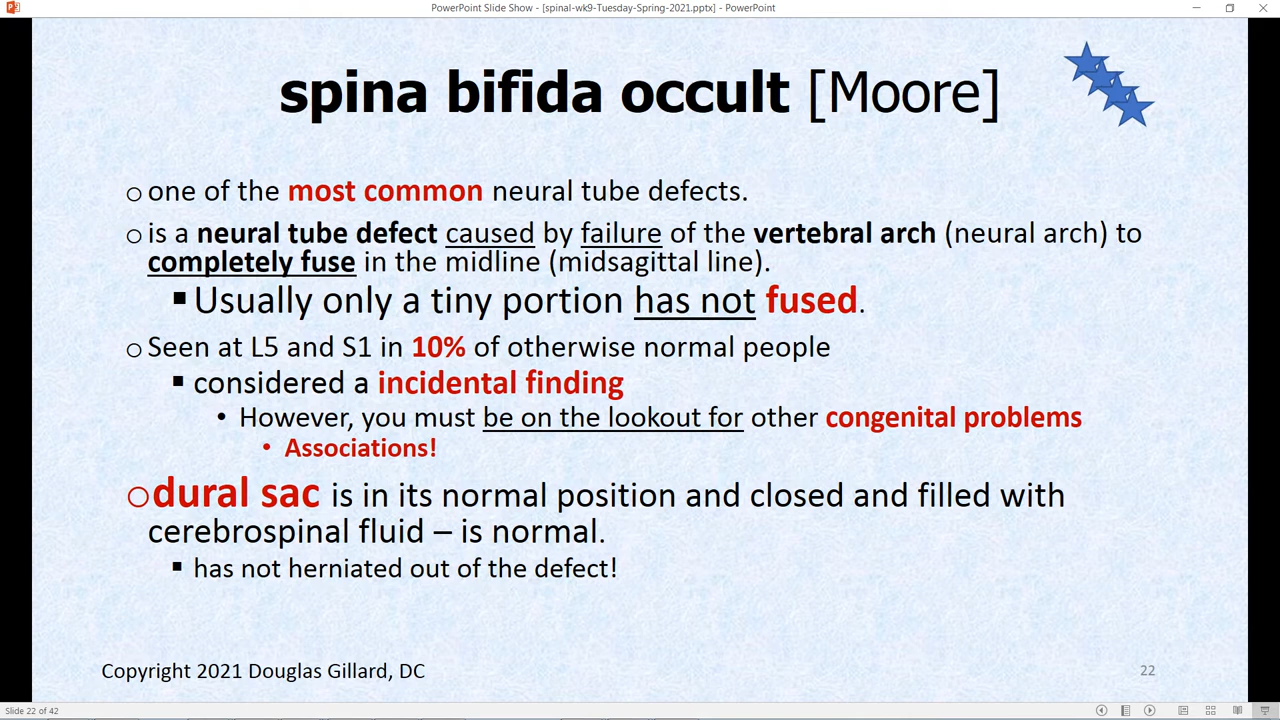 PowerPoint Slide Show - [spinal-wk9-Tuesday-Spring-2021.pptx] - PowerPoint
spina bifida occult [Moore]
one of the most common neural tube defects.
is a neural tube defect caused by failure of the vertebral arch (neural arch) to
completely fuse in the midline (midsagittal line).
Usually only a tiny portion has not fused.
Seen at L5 and S1 in 10% of otherwise normal people
considered a incidental finding
However, you must be on the lookout for other congenital problems
Associations!
dural sac is in its normal position and closed and filled with
cerebrospinal fluid – is normal.
has not herniated out of the defect!
Copyright 2021 Douglas Gillard, DC
22
Slide 22 of 42